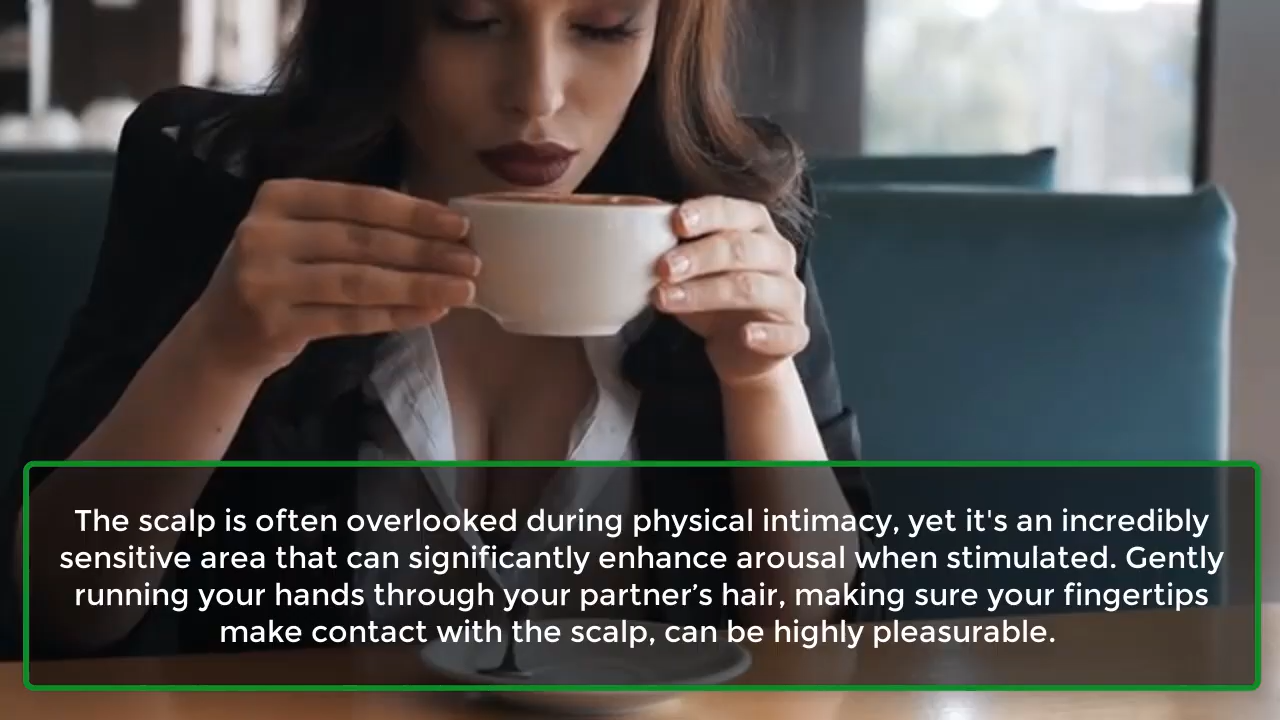 The scalp is often overlooked during physical intimacy, yet it's an incredibly
sensitive area that can significantly enhance arousal when stimulated. Gently
running your hands through your partner’s hair, making sure your fingertips
make contact with the scalp, can be highly pleasurable.